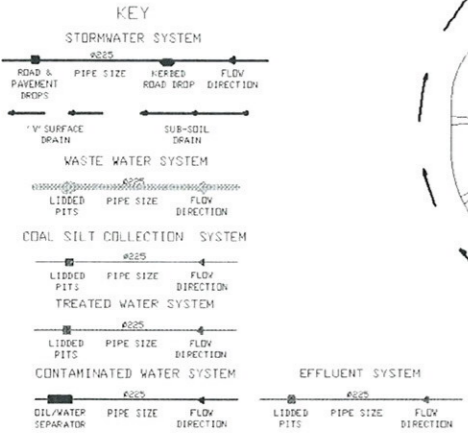 KEY
STORMWATER SYSTEM
Ø225
ROAD & PAVEMENT DROPS PIPE SIZE KERBED ROAD DROP FLOW DIRECTION
'V' SURFACE DRAIN SUB-SOIL DRAIN
WASTE WATER SYSTEM
Ø225
LIDDED PITS PIPE SIZE FLOW DIRECTION
COAL SILT COLLECTION SYSTEM
Ø225
LIDDED PITS PIPE SIZE FLOW DIRECTION
TREATED WATER SYSTEM
Ø225
LIDDED PITS PIPE SIZE FLOW DIRECTION
CONTAMINATED WATER SYSTEM
Ø225
OIL/WATER SEPARATOR PIPE SIZE FLOW DIRECTION
EFFLUENT SYSTEM
Ø225
LIDDED PITS PIPE SIZE FLOW DIRECTION